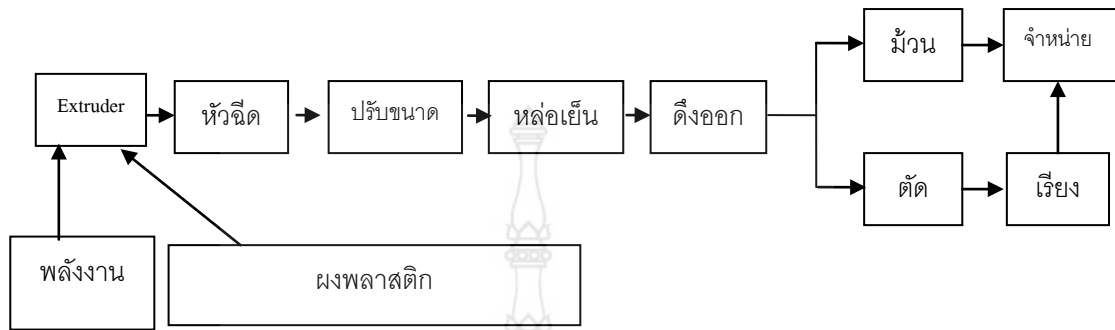 ม้วน
จำหน่าย
Extruder
หัวฉีด
ปรับขนาด
หล่อเย็น
ดึงออก
ตัด
เรียง
พลังงาน
ผงพลาสติก